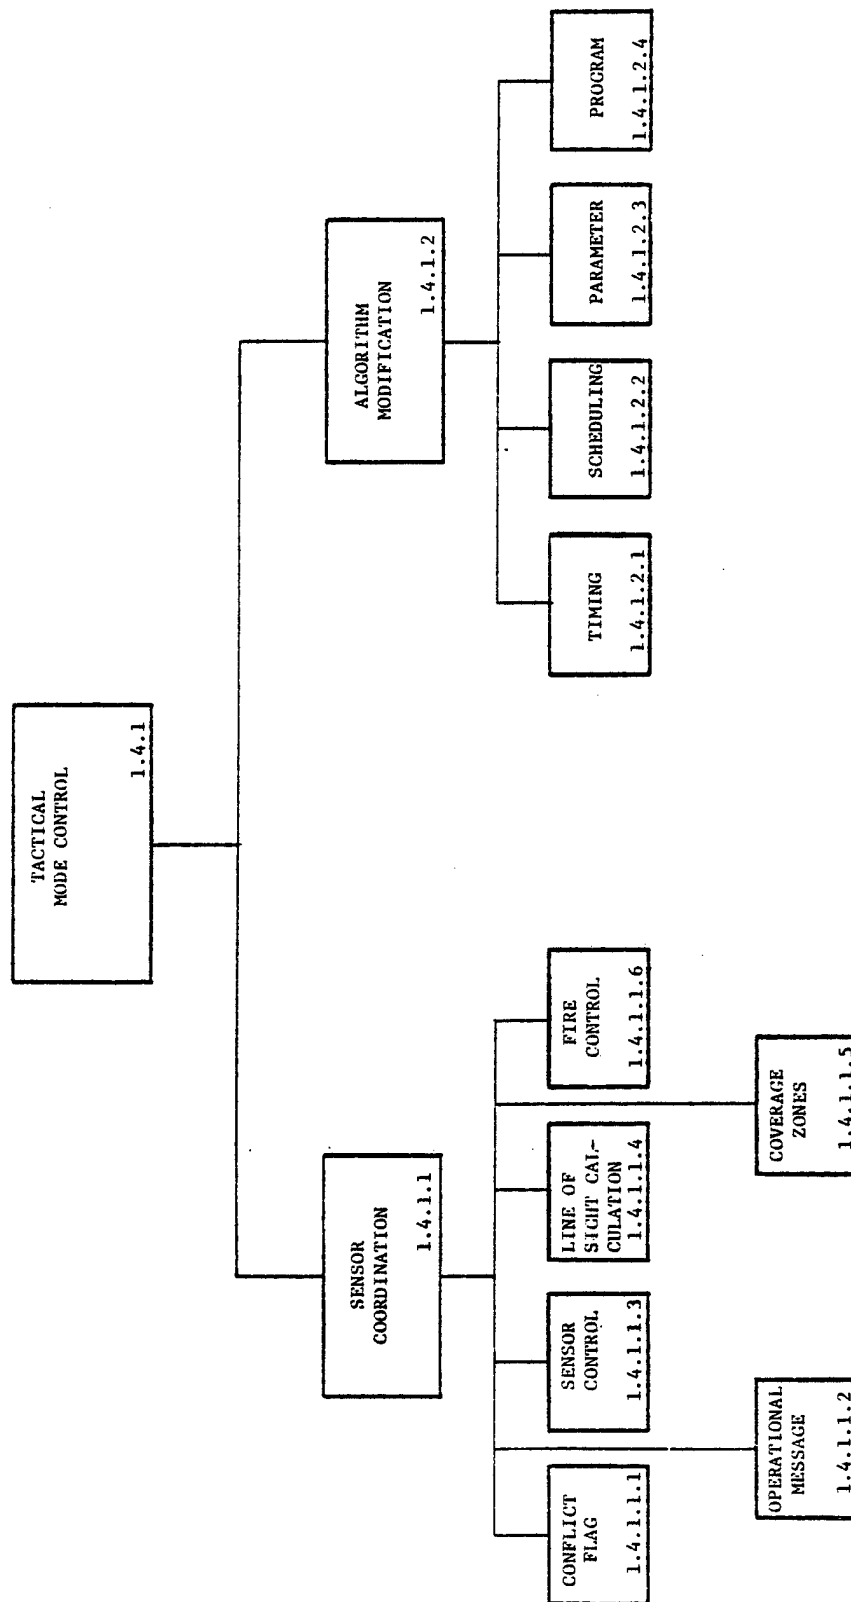 TACTICAL
MODE CONTROL
1.4.1
SENSOR
COORDINATION
1.4.1.1
ALGORITHM
MODIFICATION
1.4.1.2
CONFLICT
FLAG
1.4.1.1.1
OPERATIONAL
MESSAGE
1.4.1.1.2
SENSOR
CONTROL
1.4.1.1.3
LINE OF
SIGHT CAL-
CULATION
1.4.1.1.4
COVERAGE
ZONES
1.4.1.1.5
FIRE
CONTROL
1.4.1.1.6
TIMING
1.4.1.2.1
SCHEDULING
1.4.1.2.2
PARAMETER
1.4.1.2.3
PROGRAM
1.4.1.2.4